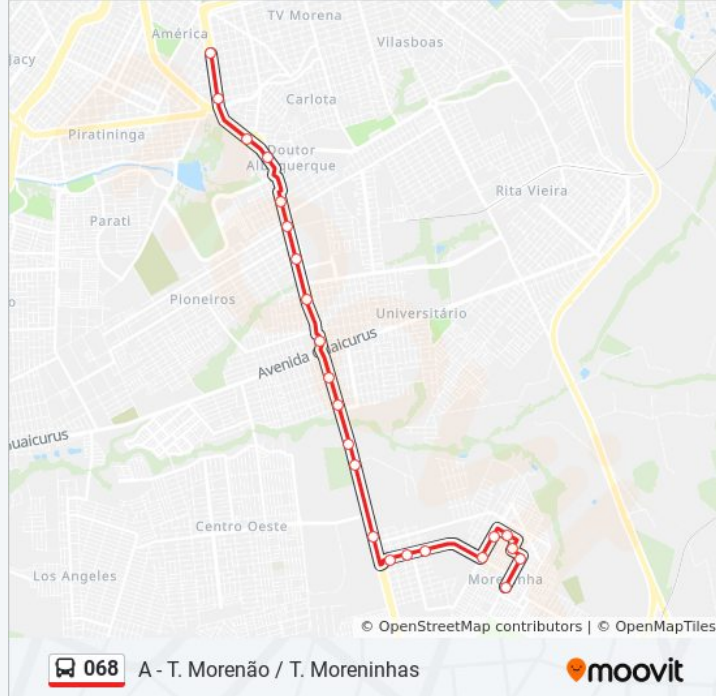 TV Morena
América
Vilasboas
Jacy
Carlota
Piratininga
Doutor
Albuquerque
Rita Vieira
Parati
o
Pioneiros
Universitário
Avenida Guaicurus
Guaicurus
Centro Oeste
Los Angeles
Moreninha
© OpenStreetMap contributors | © OpenMapTiles
068 A - T. Morenão / T. Moreninhas
moovit